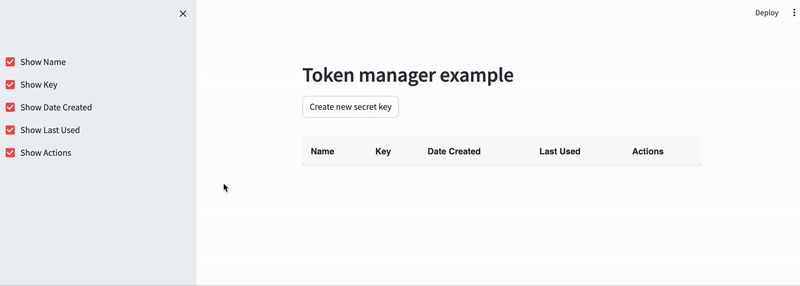 Deploy
Show Name
Show Key
Show Date Created
Show Last Used
Show Actions
Token manager example
Create new secret key
Name Key Date Created Last Used Actions